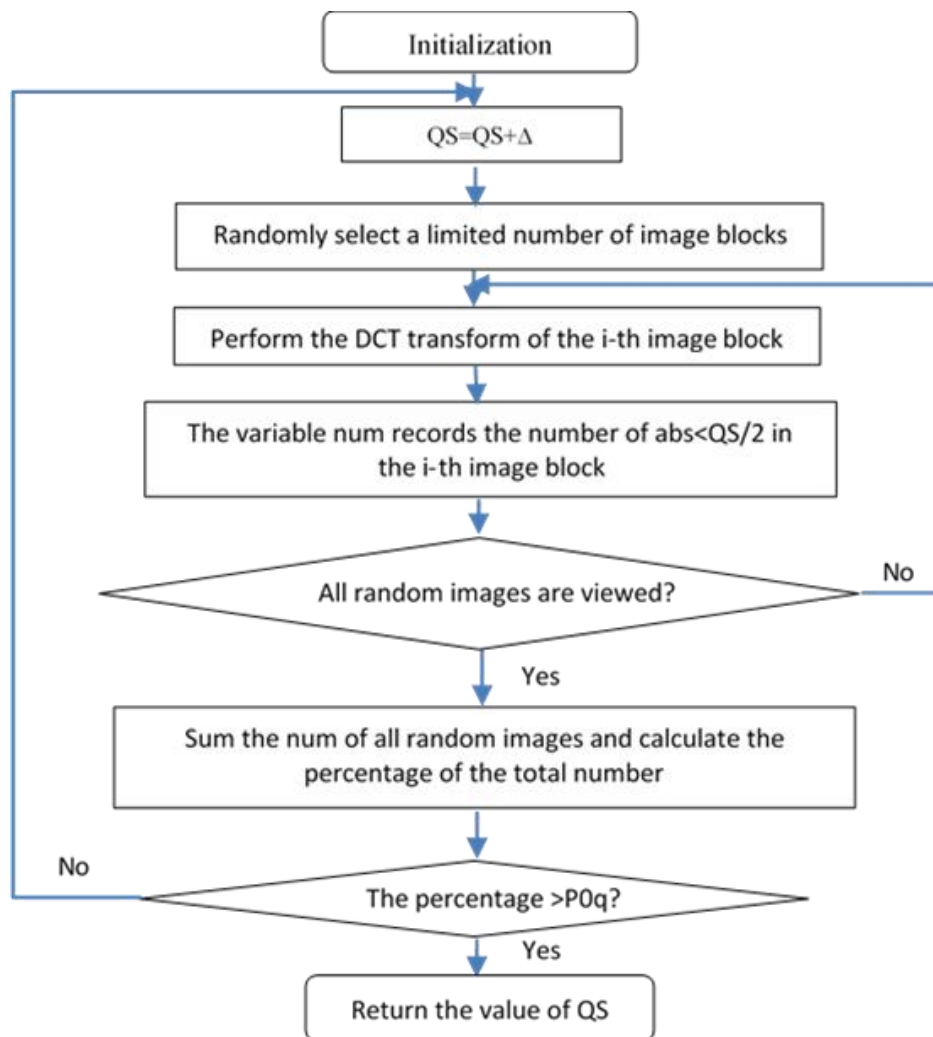 Initialization
QS=QS+Δ
Randomly select a limited number of image blocks
Perform the DCT transform of the i-th image block
The variable num records the number of abs<QS/2 in
the i-th image block
All random images are viewed?
No
Yes
Sum the num of all random images and calculate the
percentage of the total number
No
The percentage >P0q?
Yes
Return the value of QS